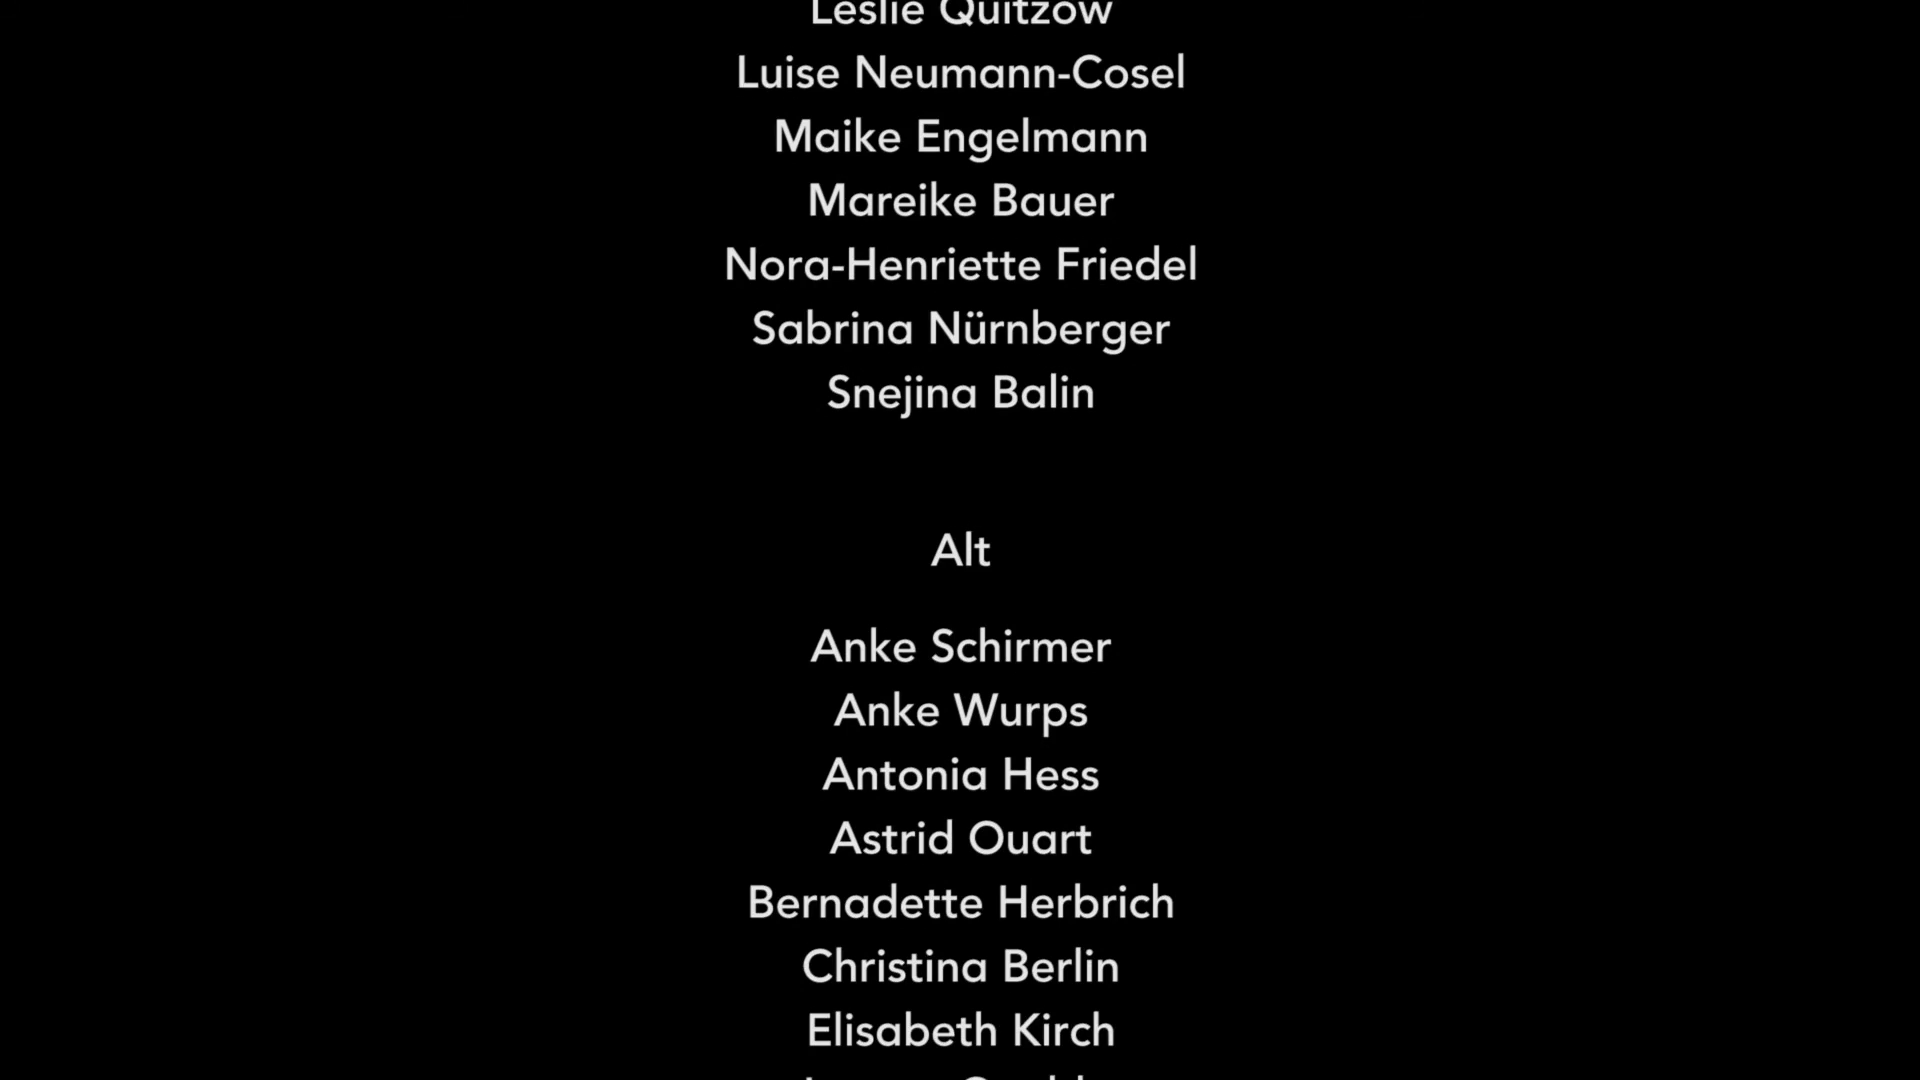 Leslie Quitzow
Luise Neumann-Cosel
Maike Engelmann
Mareike Bauer
Nora-Henriette Friedel
Sabrina Nürnberger
Snejina Balin
Alt
Anke Schirmer
Anke Wurps
Antonia Hess
Astrid Ouart
Bernadette Herbrich
Christina Berlin
Elisabeth Kirch